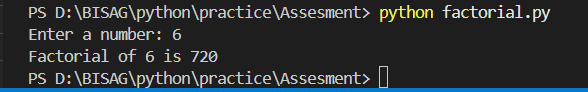 PS D:\BISAG\python\practice\Assesment> python factorial.py
Enter a number: 6
Factorial of 6 is 720
PS D:\BISAG\python\practice\Assesment>